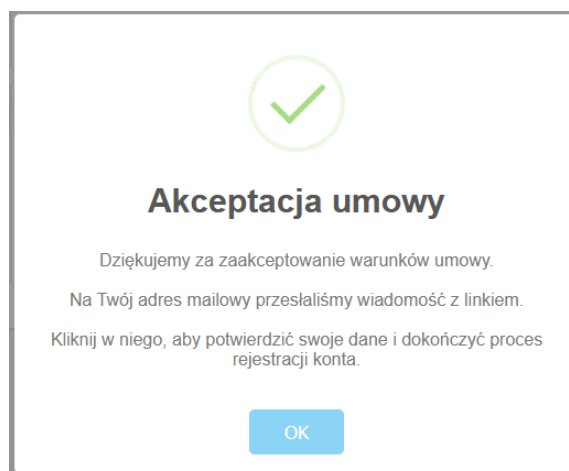 Akceptacja umowy
Dziękujemy za zaakceptowanie warunków umowy.
Na Twój adres mailowy przesłaliśmy wiadomość z linkiem.
Kliknij w niego, aby potwierdzić swoje dane i dokończyć proces
rejestracji konta.
OK